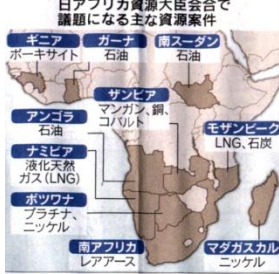 日アフリカ資源大臣会合で
議題になる主な資源案件
ギニア
ボーキサイト
ガーナ
石油
南スーダン
石油
ザンビア
マンガン、銅、
コバルト
アンゴラ
石油
モザンビーク
LNG、石炭
ナミビア
液化天然
ガス(LNG)
ボツワナ
プラチナ、
ニッケル
南アフリカ
レアアース
マダガスカル
ニッケル